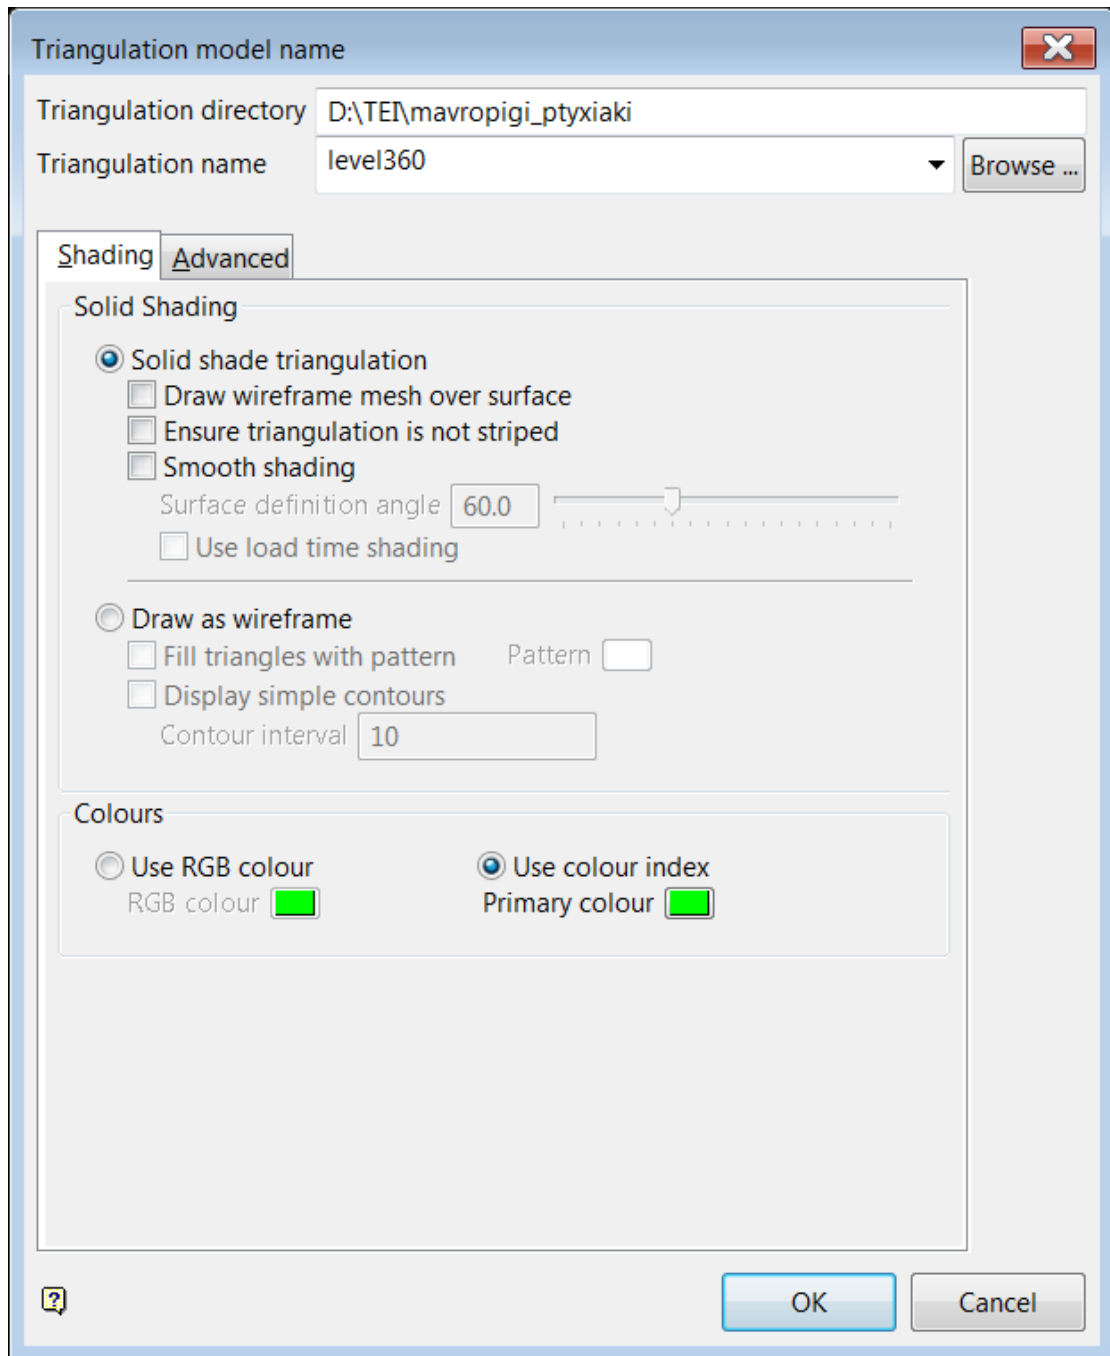 Triangulation model name
Triangulation directory D:\TEI\mavropigi_ptyxiaki
Triangulation name level360 Browse ...
Shading Advanced
Solid Shading
Solid shade triangulation
Draw wireframe mesh over surface
Ensure triangulation is not striped
Smooth shading
Surface definition angle 60.0
Use load time shading
Draw as wireframe
Fill triangles with pattern Pattern
Display simple contours
Contour interval 10
Colours
Use RGB colour Use colour index
RGB colour Primary colour
? OK Cancel